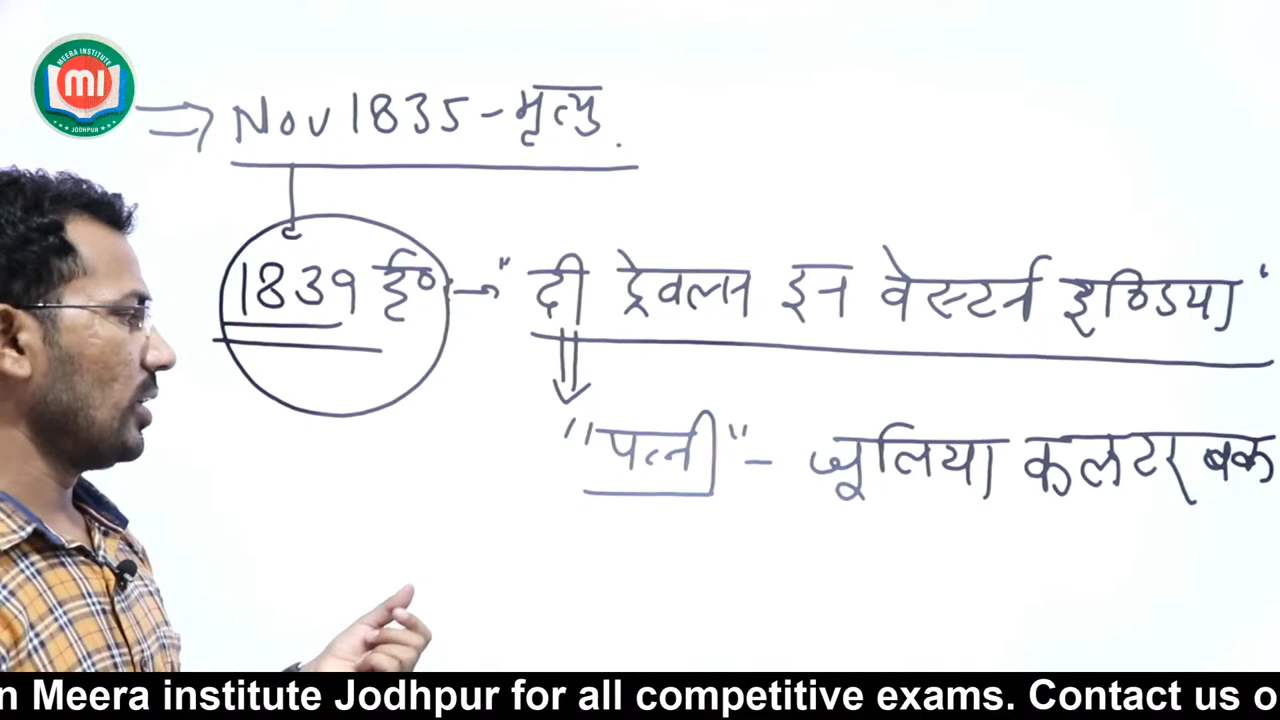 MEERA INSTITUTE
MI
JODHPUR
Nov 1835 - मृत्यु.
1839 ई० → "दी ट्रेवल्स इन वेस्टर्न इण्डिया"
"पत्नी" - जूलिया कलटर बक
n Meera institute Jodhpur for all competitive exams. Contact us o